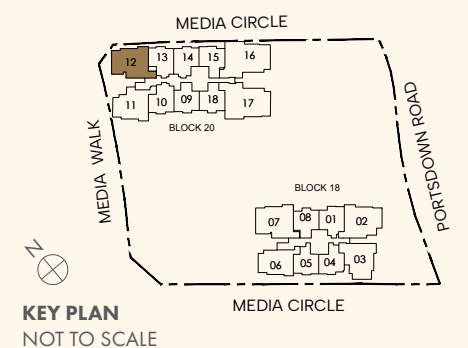 MEDIA CIRCLE
12 13 14 15 16
11 10 09 18 17
BLOCK 20
MEDIA WALK
PORTSDOWN ROAD
BLOCK 18
07 08 01 02
06 05 04 03
N
MEDIA CIRCLE
KEY PLAN
NOT TO SCALE